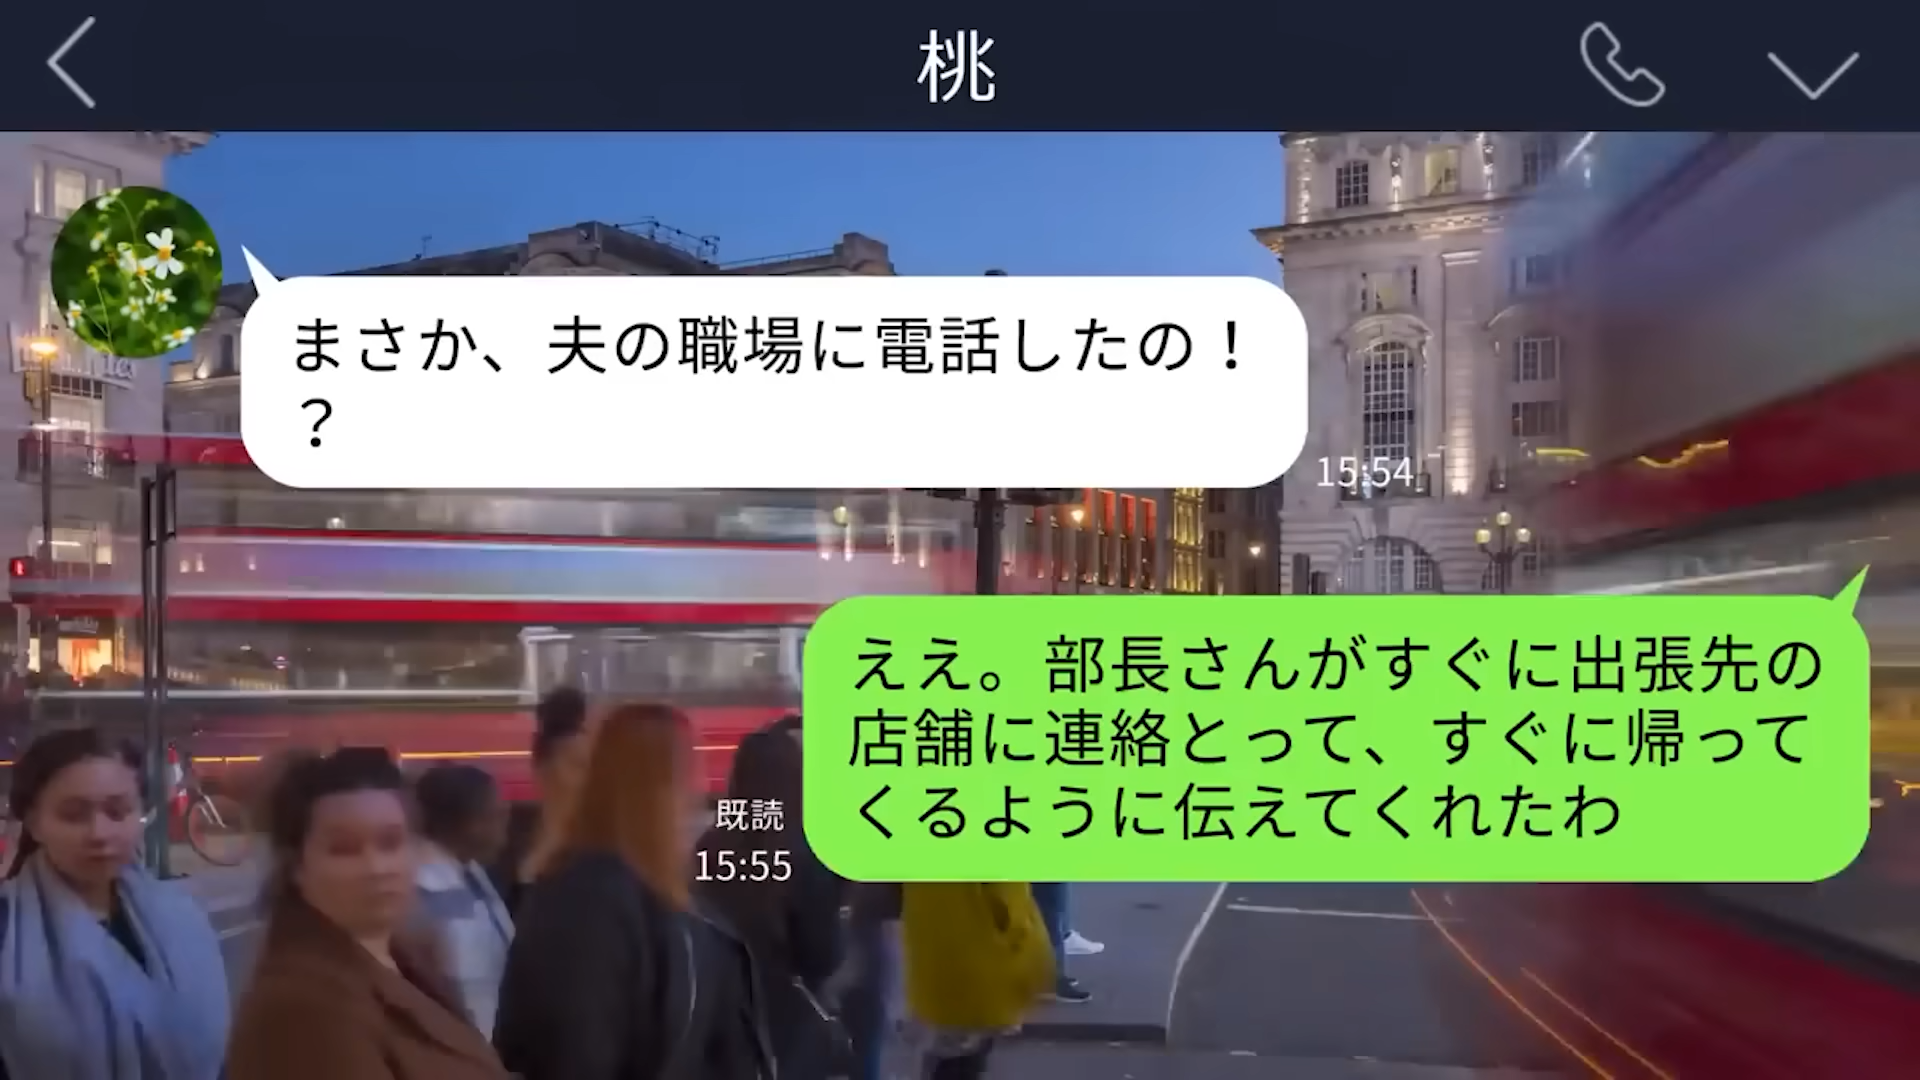 桃
まさか、夫の職場に電話したの！
？
15:54
ええ。部長さんがすぐに出張先の
店舗に連絡とって、すぐに帰って
くるように伝えてくれたわ
既読
15:55